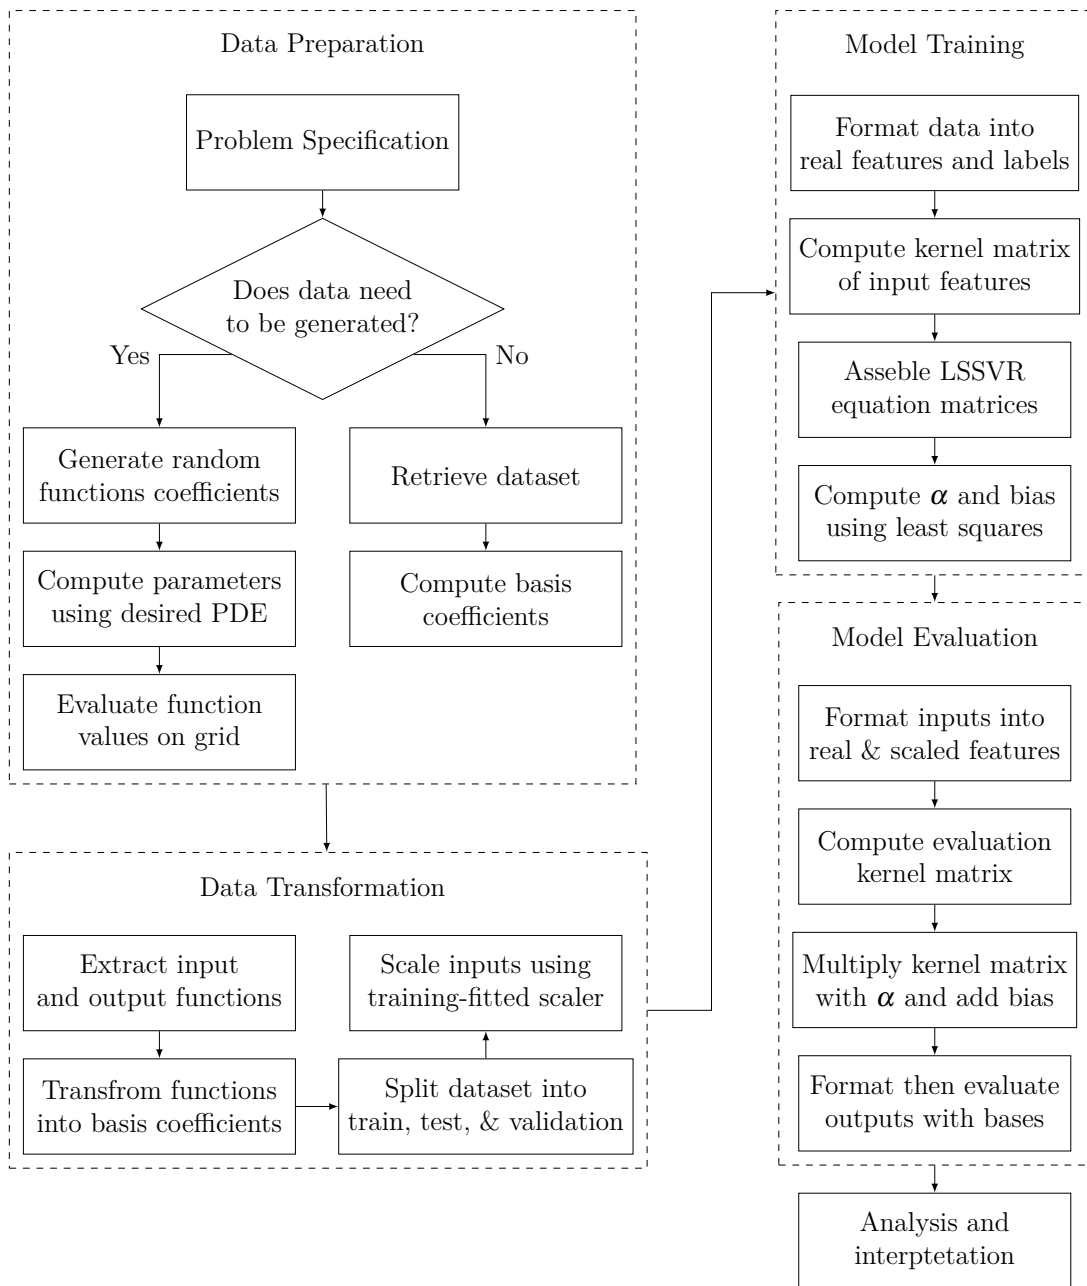 Data Preparation
Problem Specification
Does data need
to be generated?
Yes
No
Generate random
functions coefficients
Retrieve dataset
Compute parameters
using desired PDE
Compute basis
coefficients
Evaluate function
values on grid
Data Transformation
Extract input
and output functions
Scale inputs using
training-fitted scaler
Transfrom functions
into basis coefficients
Split dataset into
train, test, & validation
Model Training
Format data into
real features and labels
Compute kernel matrix
of input features
Asseble LSSVR
equation matrices
Compute α and bias
using least squares
Model Evaluation
Format inputs into
real & scaled features
Compute evaluation
kernel matrix
Multiply kernel matrix
with α and add bias
Format then evaluate
outputs with bases
Analysis and
interptetation